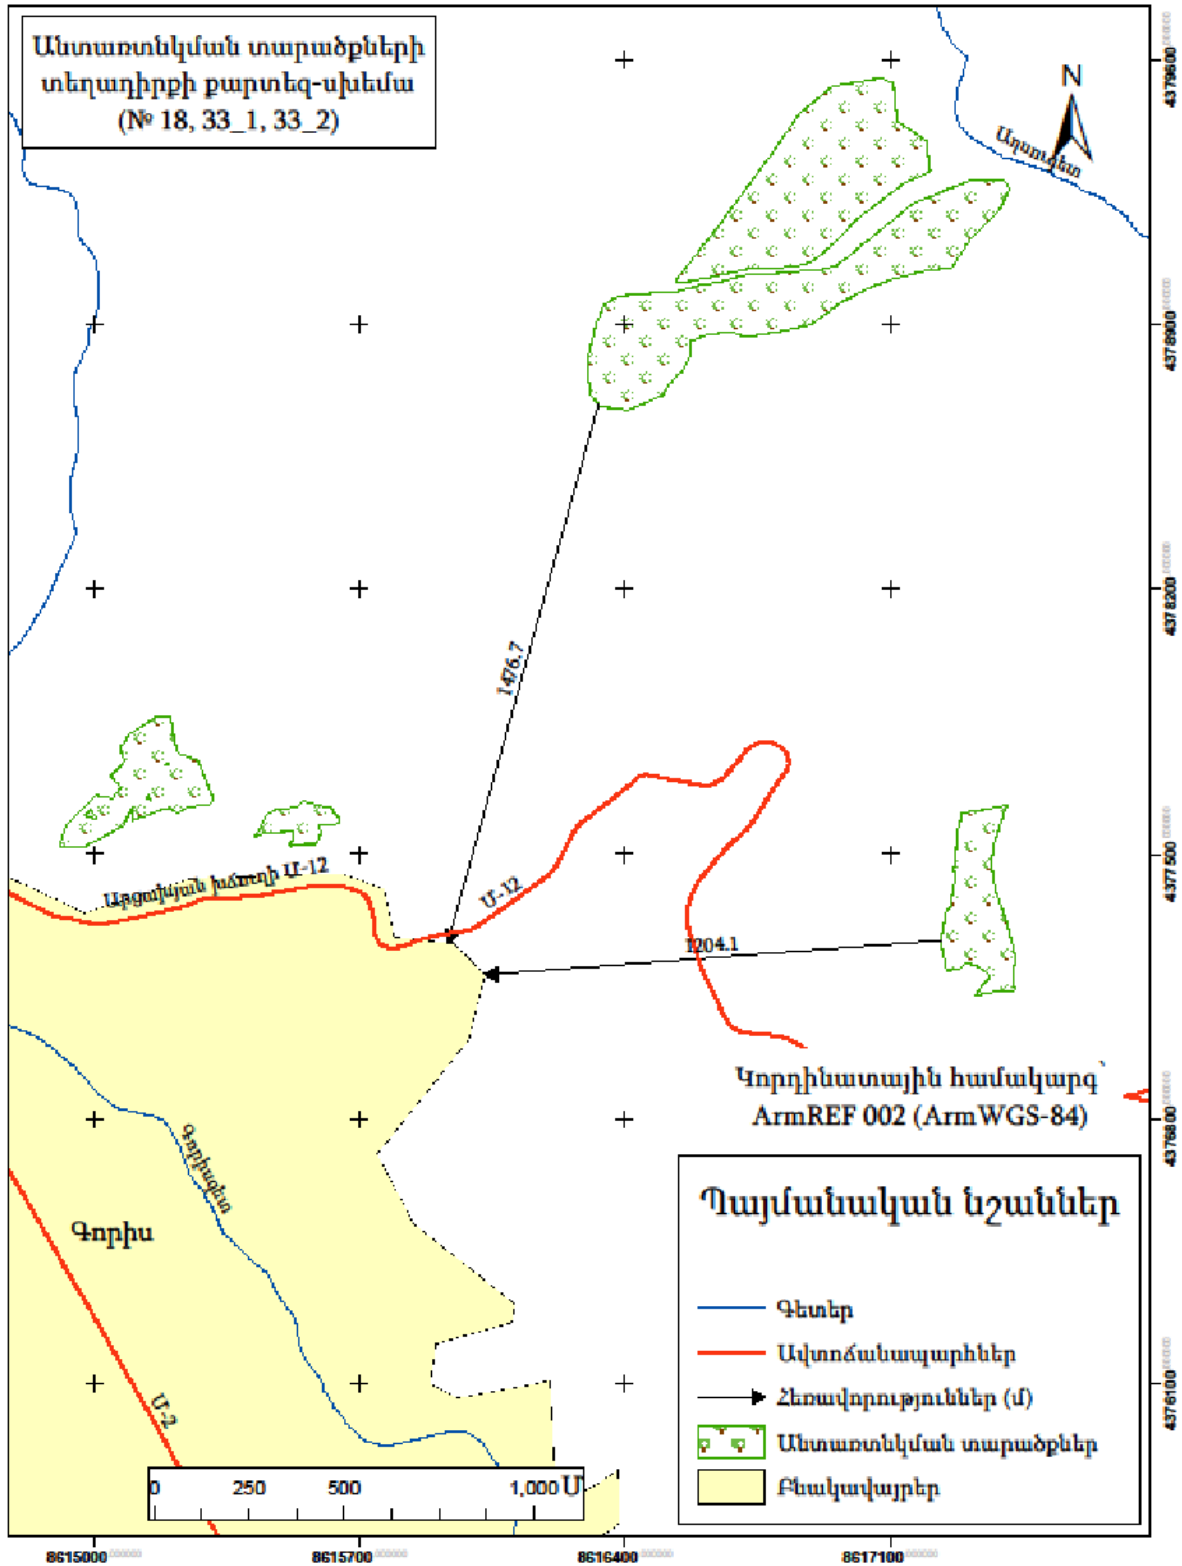 Անտառտնկման տարածքների
տեղադիրքի քարտեզ-սխեմա
(№ 18, 33_1, 33_2)
N
Աղսուգետ
4379600
4378900
4378200
1476.7
4377500
Արցախյան խճուղի Մ-12
Մ-12
1204.1
Կորդինատային համակարգ՝
ArmREF 002 (ArmWGS-84)
4376800
Գորիսգետ
Գորիս
Մ-2
4376100
Պայմանական նշաններ
Գետեր
Ավտոճանապարհներ
Հեռավորություններ (մ)
Անտառտնկման տարածքներ
Բնակավայրեր
0 250 500 1,000 Մ
8615000 8615700 8616400 8617100